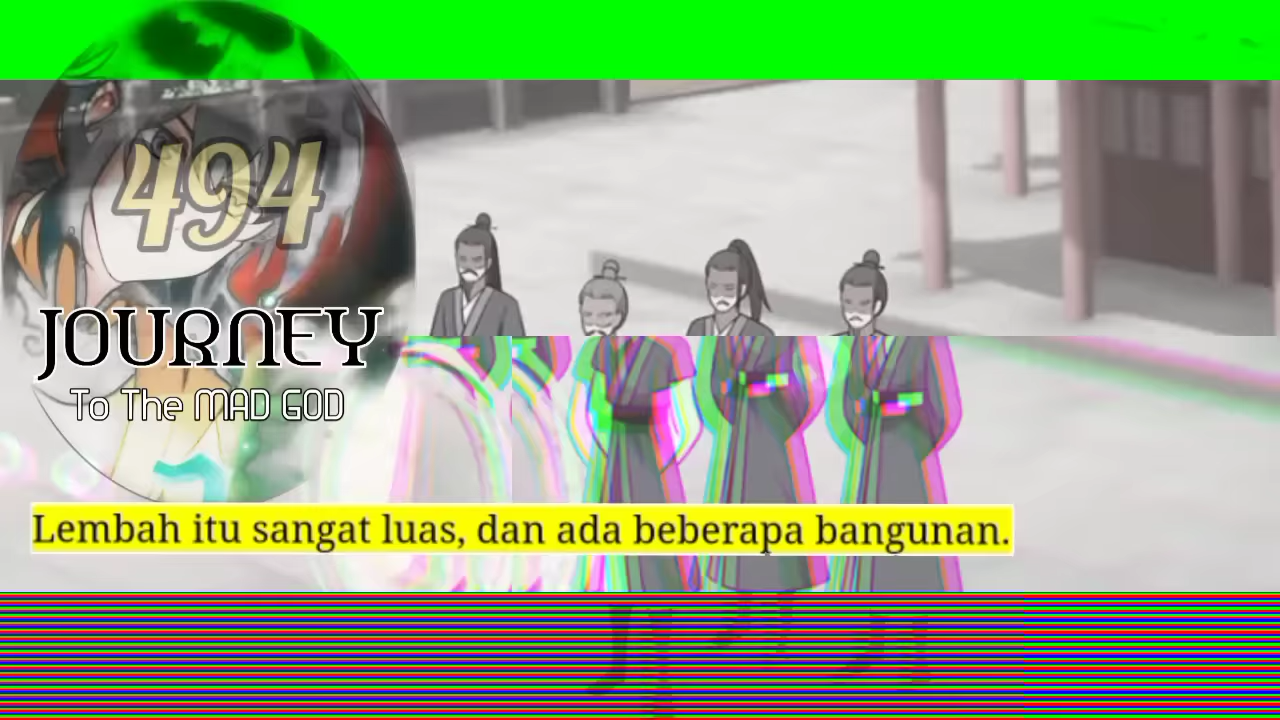 494
JOURNEY
To The MAD GOD
Lembah itu sangat luas, dan ada beberapa bangunan.